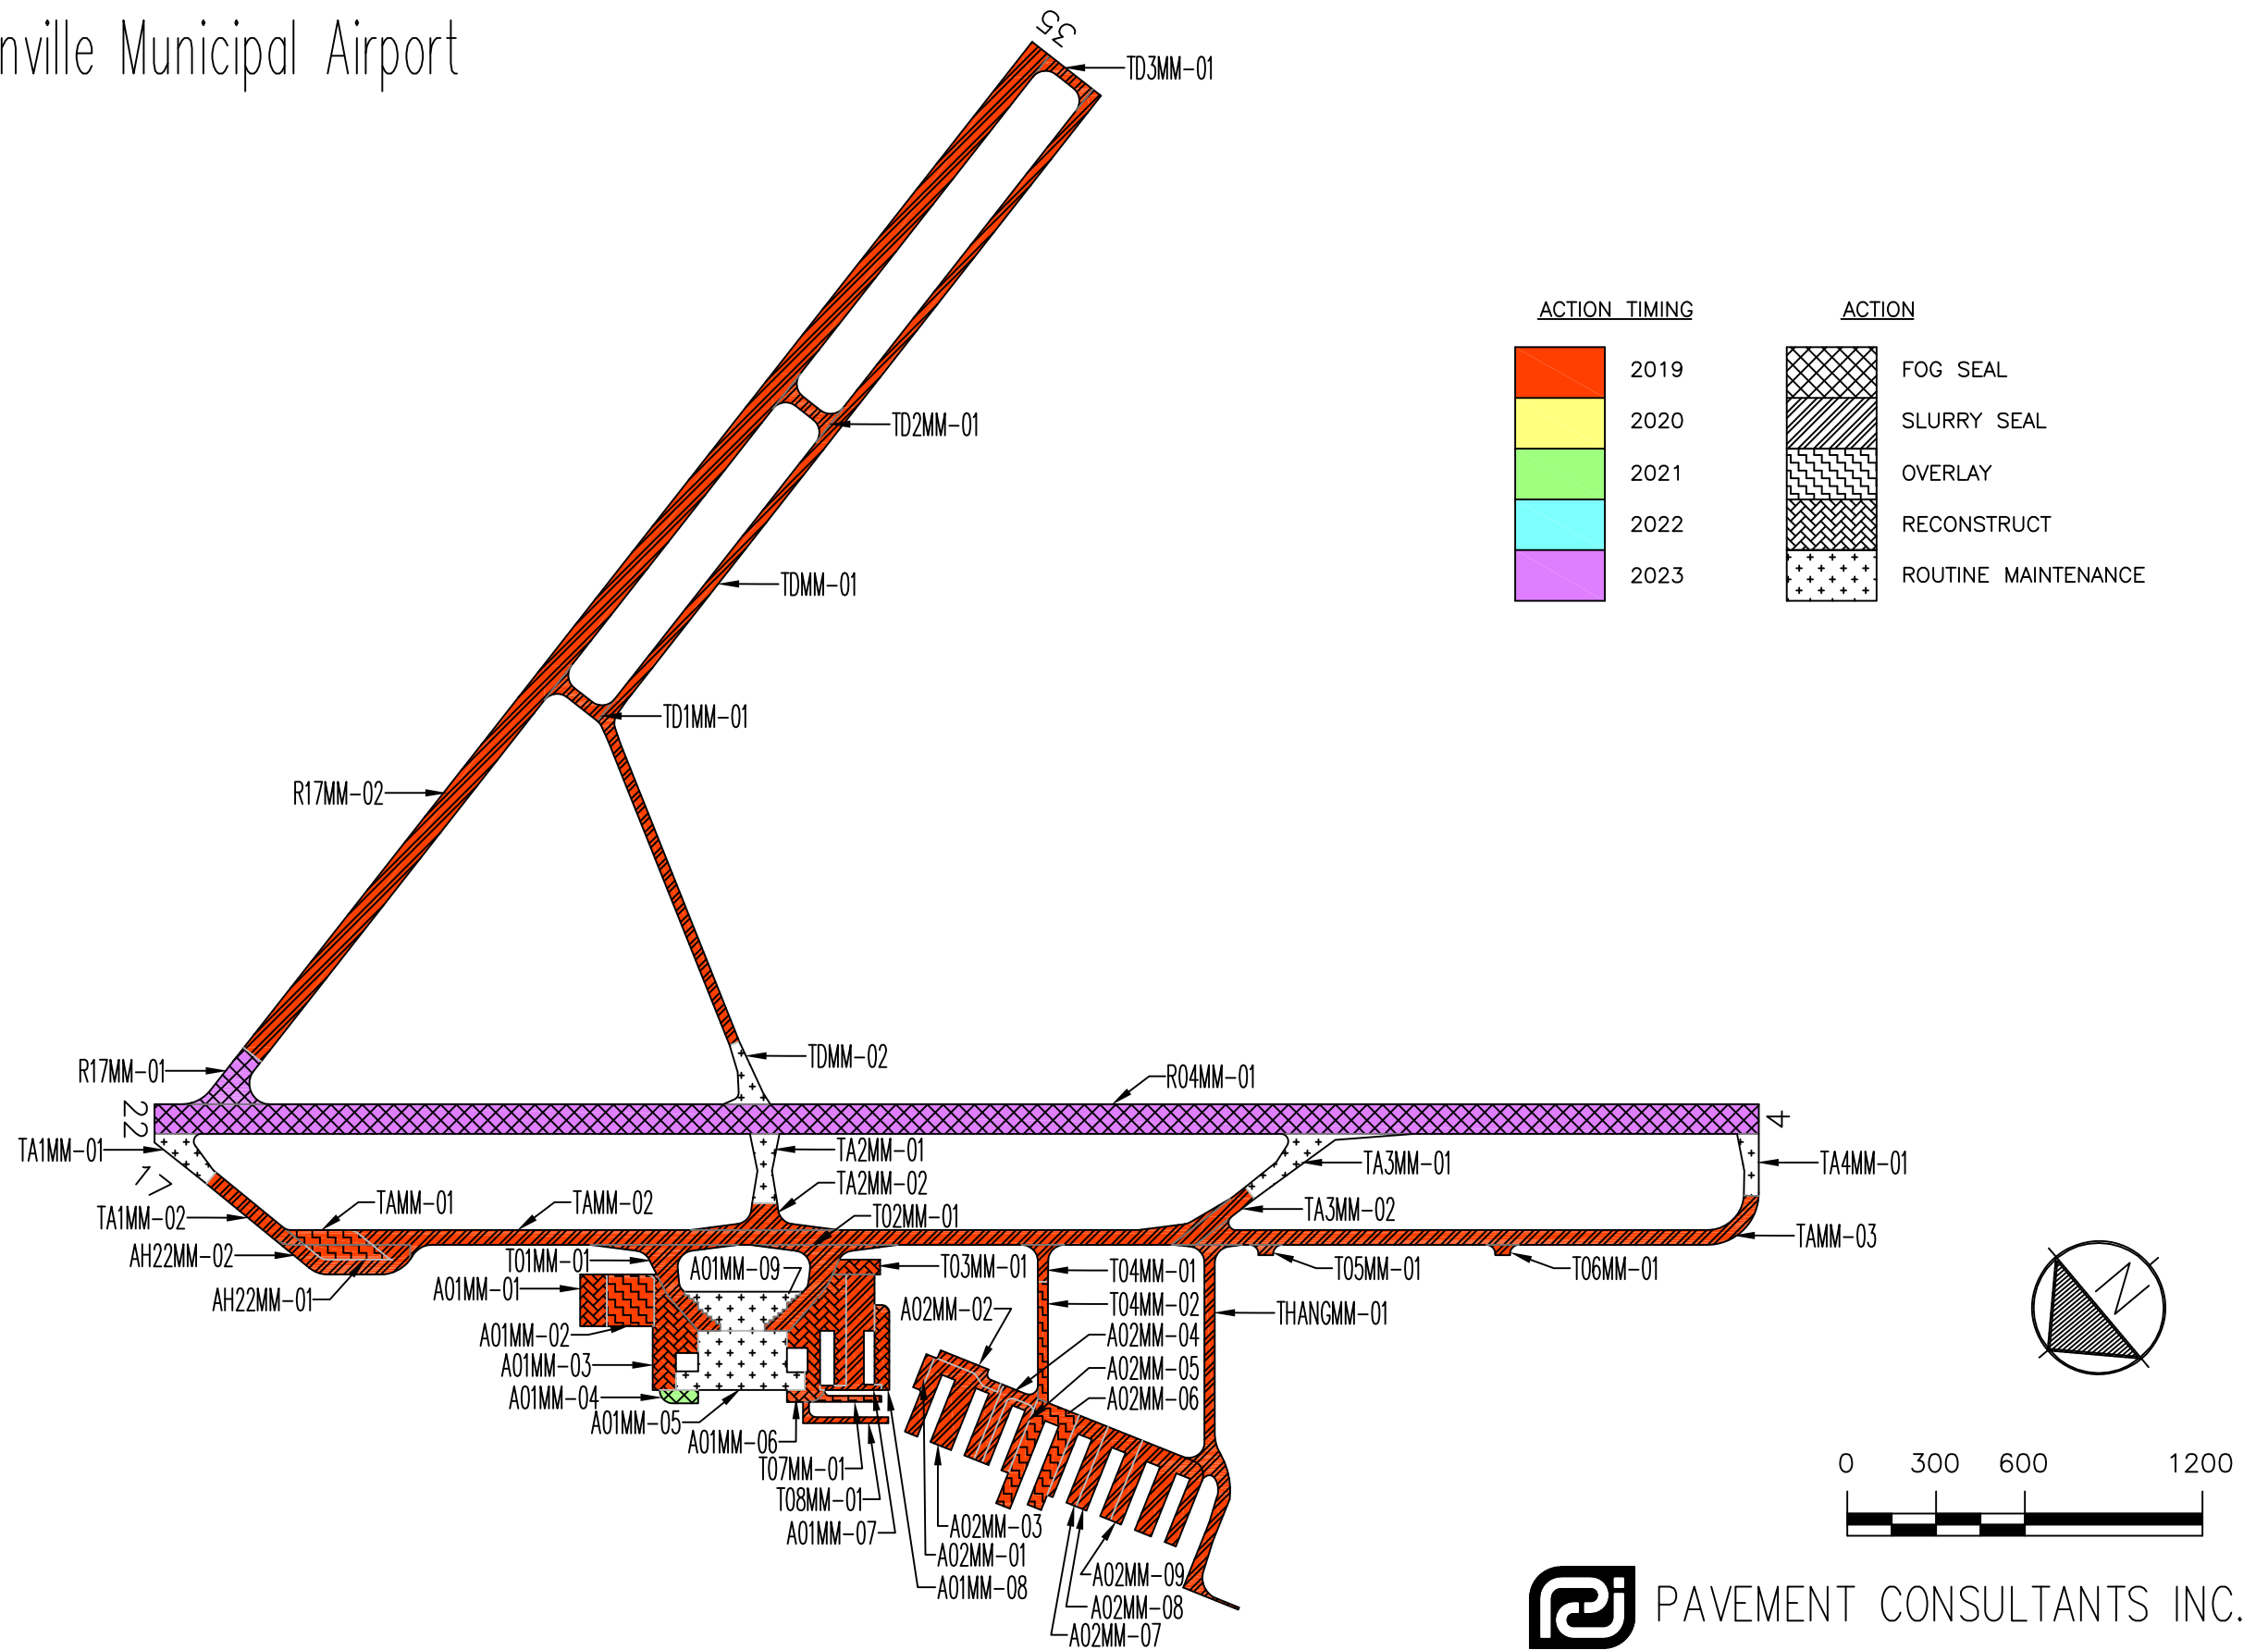 nville Municipal Airport
35
TD3MM-01
ACTION TIMING
ACTION
2019
FOG SEAL
2020
SLURRY SEAL
2021
OVERLAY
2022
RECONSTRUCT
2023
ROUTINE MAINTENANCE
TD2MM-01
TDMM-01
TD1MM-01
R17MM-02
TDMM-02
R17MM-01
R04MM-01
22
4
TA1MM-01
TA2MM-01
TA3MM-01
TA4MM-01
17
TA2MM-02
TAMM-01
TAMM-02
TA1MM-02
T02MM-01
TA3MM-02
TAMM-03
AH22MM-02
T01MM-01
A01MM-09
T03MM-01
T04MM-01
T05MM-01
T06MM-01
A01MM-01
AH22MM-01
A02MM-02
T04MM-02
THANGMM-01
A01MM-02
A02MM-04
A01MM-03
A02MM-05
A01MM-04
A02MM-06
A01MM-05
A01MM-06
T07MM-01
T08MM-01
A01MM-07
A02MM-03
A02MM-01
A01MM-08
A02MM-09
A02MM-08
A02MM-07
N
0 300 600 1200
PAVEMENT CONSULTANTS INC.